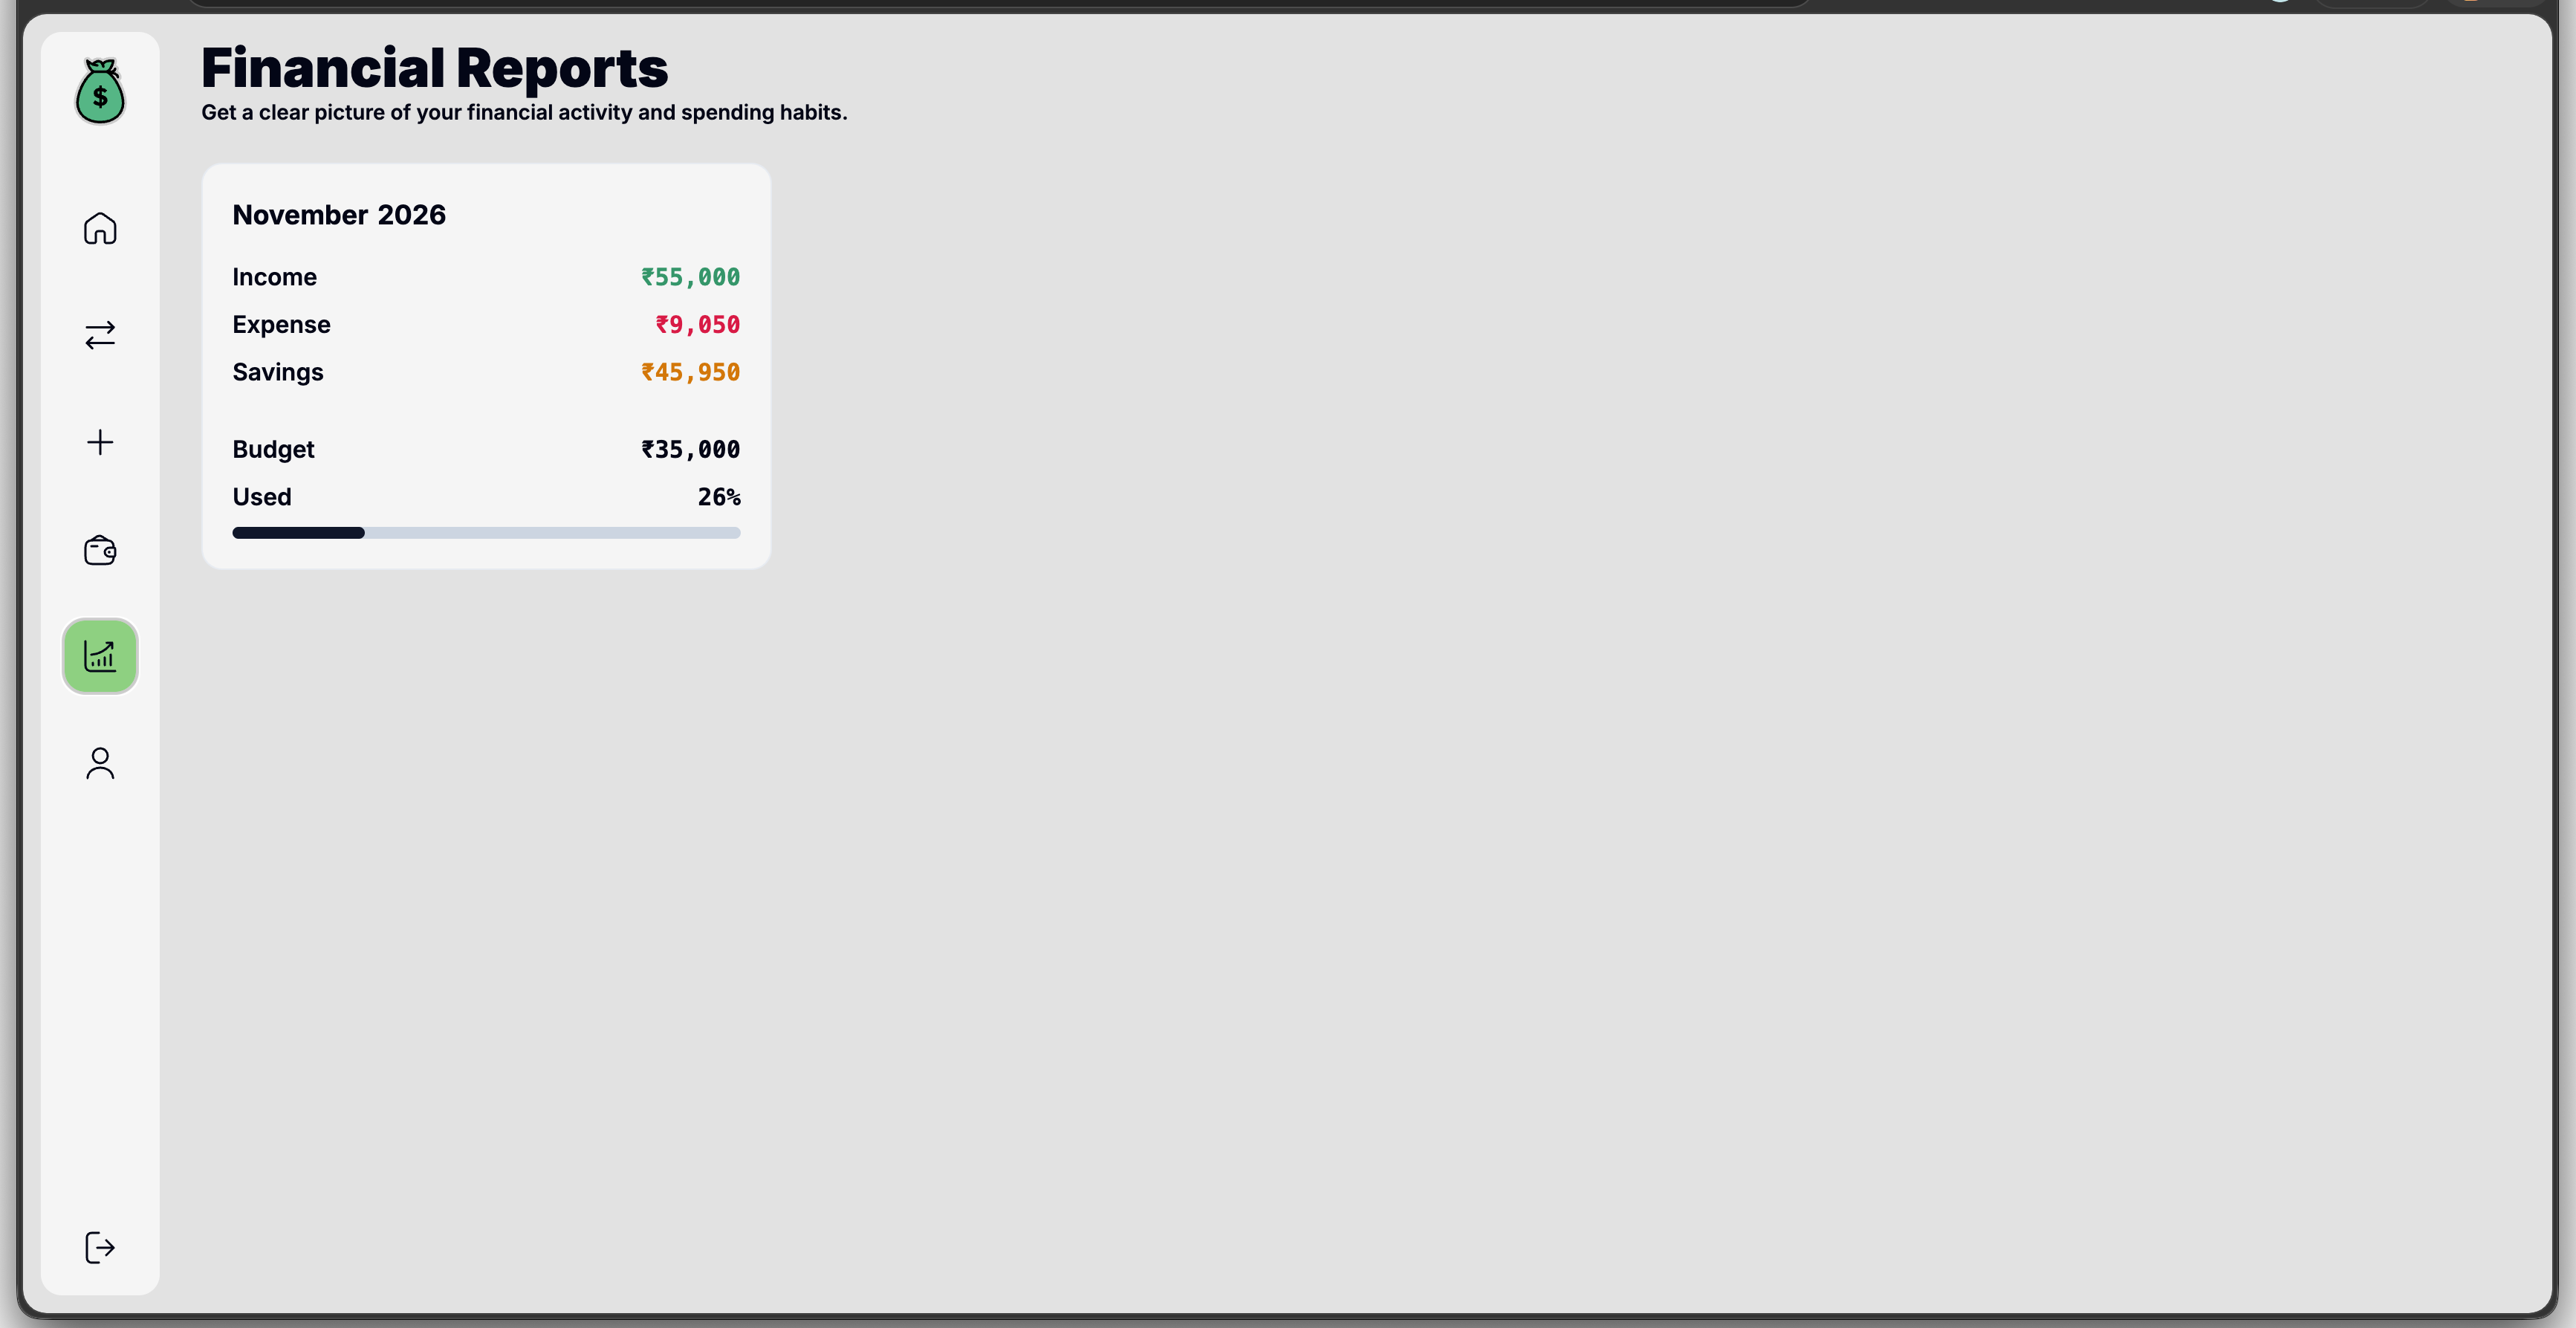 $
Financial Reports
Get a clear picture of your financial activity and spending habits.
November 2026
Income ₹55,000
Expense ₹9,050
Savings ₹45,950
Budget ₹35,000
Used 26%